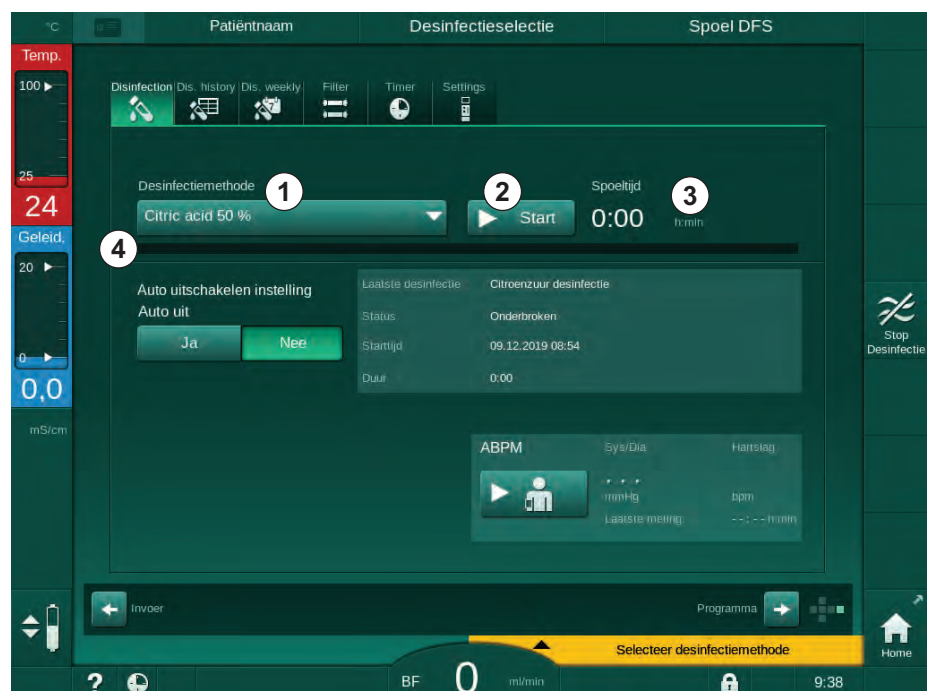 °C Patiëntnaam Desinfectieselectie Spoel DFS
Temp.
100
25
24
Geleid.
20
0
0,0
mS/cm
Disinfection Dis. history Dis. weekly Filter Timer Settings
7
Desinfectiemethode 1 2 Spoeltijd 3
Citric acid 50 % Start 0:00 h:min
4
Auto uitschakelen instelling
Auto uit
Ja Nee
Laatste desinfectie Citroenzuur desinfectie
Status Onderbroken
Starttijd 09.12.2019 08:54
Duur 0:00
ABPM Sys/Dia Hartslag
mmHg bpm
Laatste meting --:-- h:min
Stop
Desinfectie
Invoer Programma
Selecteer desinfectiemethode
Home
? BF 0 ml/min 9:38